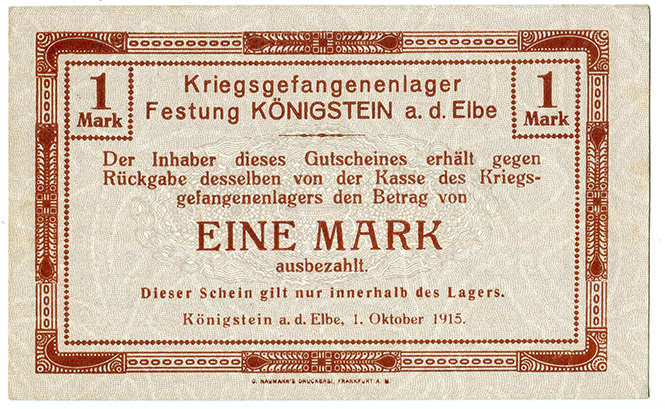 1
Mark
Kriegsgefangenenlager
Festung KÖNIGSTEIN a. d. Elbe
1
Mark
Der Inhaber dieses Gutscheines erhält gegen
Rückgabe desselben von der Kasse des Kriegs-
gefangenenlagers den Betrag von
EINE MARK
ausbezahlt.
Dieser Schein gilt nur innerhalb des Lagers.
Königstein a. d. Elbe, 1. Oktober 1915.
C. NAUMANN'S DRUCKEREI, FRANKFURT A. M.